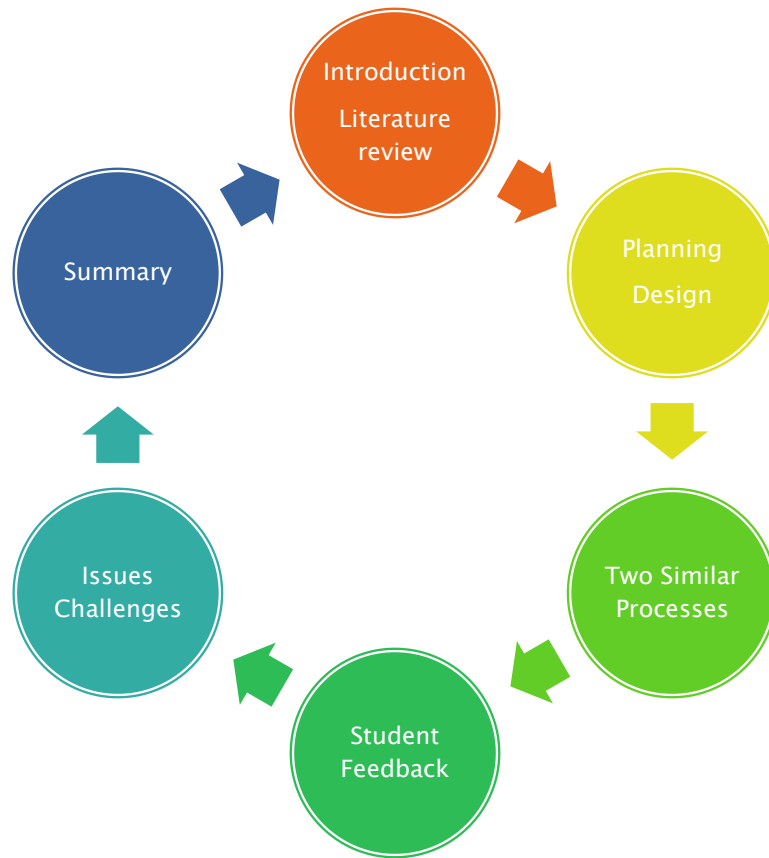 Introduction
Literature
review
Planning
Design
Two Similar
Processes
Student
Feedback
Issues
Challenges
Summary